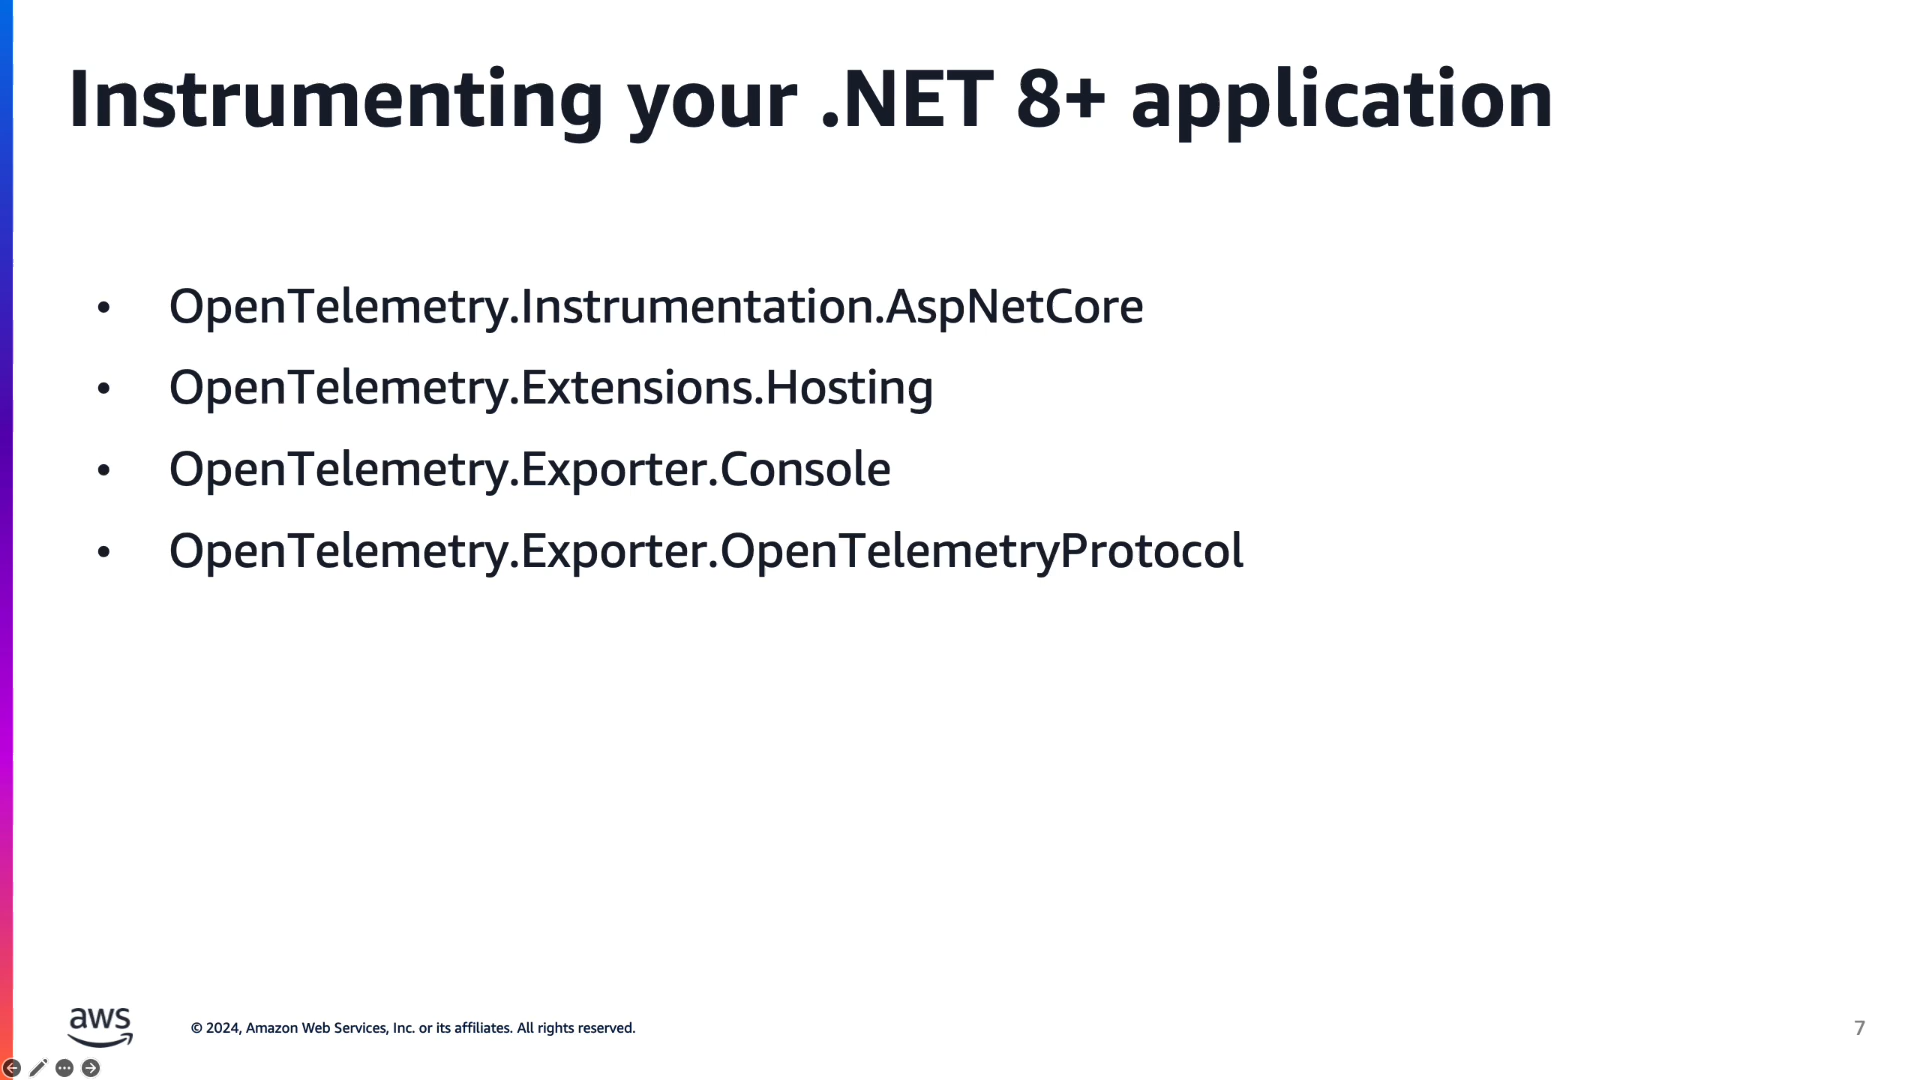 Instrumenting your .NET 8+ application
• OpenTelemetry.Instrumentation.AspNetCore
• OpenTelemetry.Extensions.Hosting
• OpenTelemetry.Exporter.Console
• OpenTelemetry.Exporter.OpenTelemetryProtocol
aws
© 2024, Amazon Web Services, Inc. or its affiliates. All rights reserved.
7